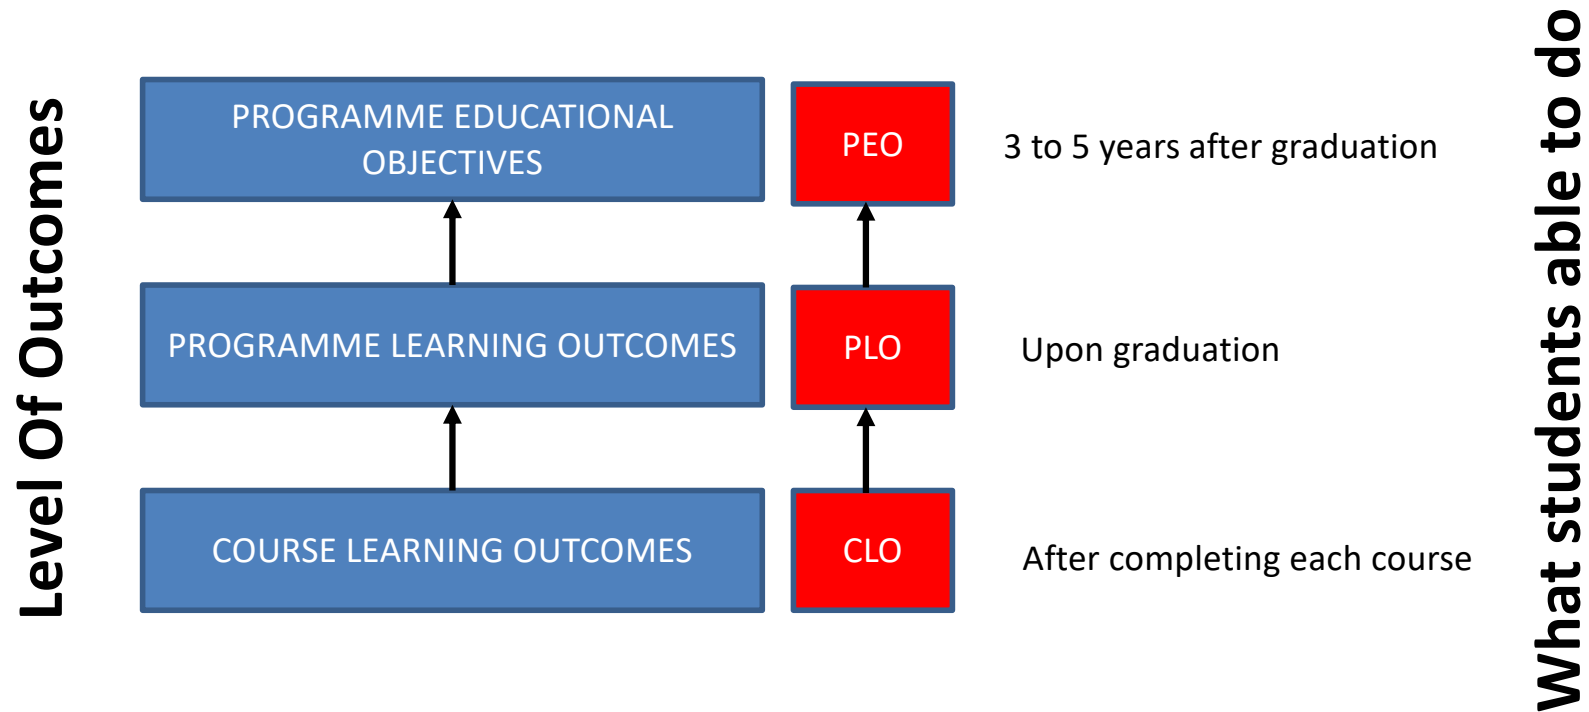 Level Of Outcomes
PROGRAMME EDUCATIONAL
OBJECTIVES
PEO
3 to 5 years after graduation
PROGRAMME LEARNING OUTCOMES
PLO
Upon graduation
COURSE LEARNING OUTCOMES
CLO
After completing each course
What students able to do